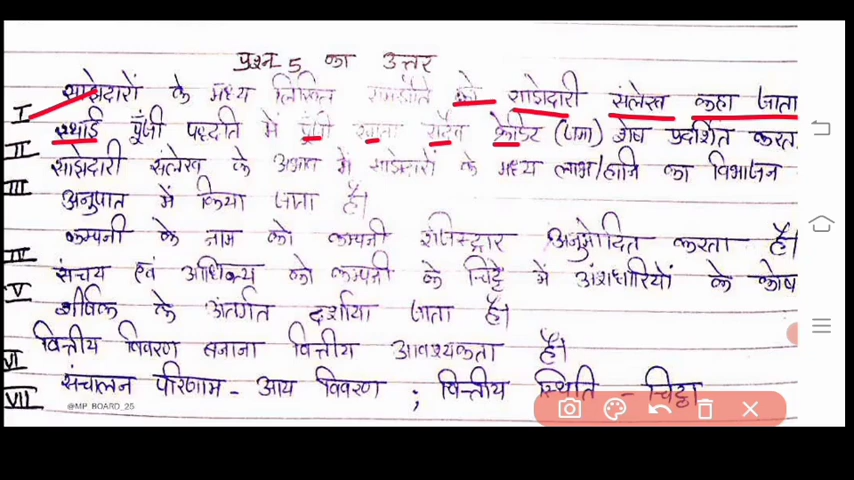 प्रश्न 5 का उत्तर
I साझेदारों के मध्य लिखित समझौते को साझेदारी संलेख कहा जाता
II स्थाई पूँजी पद्धति में पूँजी खाता सदैव क्रेडिट (जमा) शेष प्रदर्शित करत
III साझेदारी संलेख के अभाव में साझेदारों के मध्य लाभ/हानि का विभाजन
अनुपात में किया जाता है।
IV कम्पनी के नाम को कम्पनी रजिस्ट्रार अनुमोदित करता है।
V संचय एवं आधिक्य को कम्पनी के चिट्ठे में अंशधारियों के कोष
शीर्षक के अंतर्गत दर्शाया जाता है।
VI वित्तीय विवरण बनाना वित्तीय आवश्यकता है।
VII संचालन परिणाम - आय विवरण ; वित्तीय स्थिति - चिट्ठा
@MP_BOARD_25